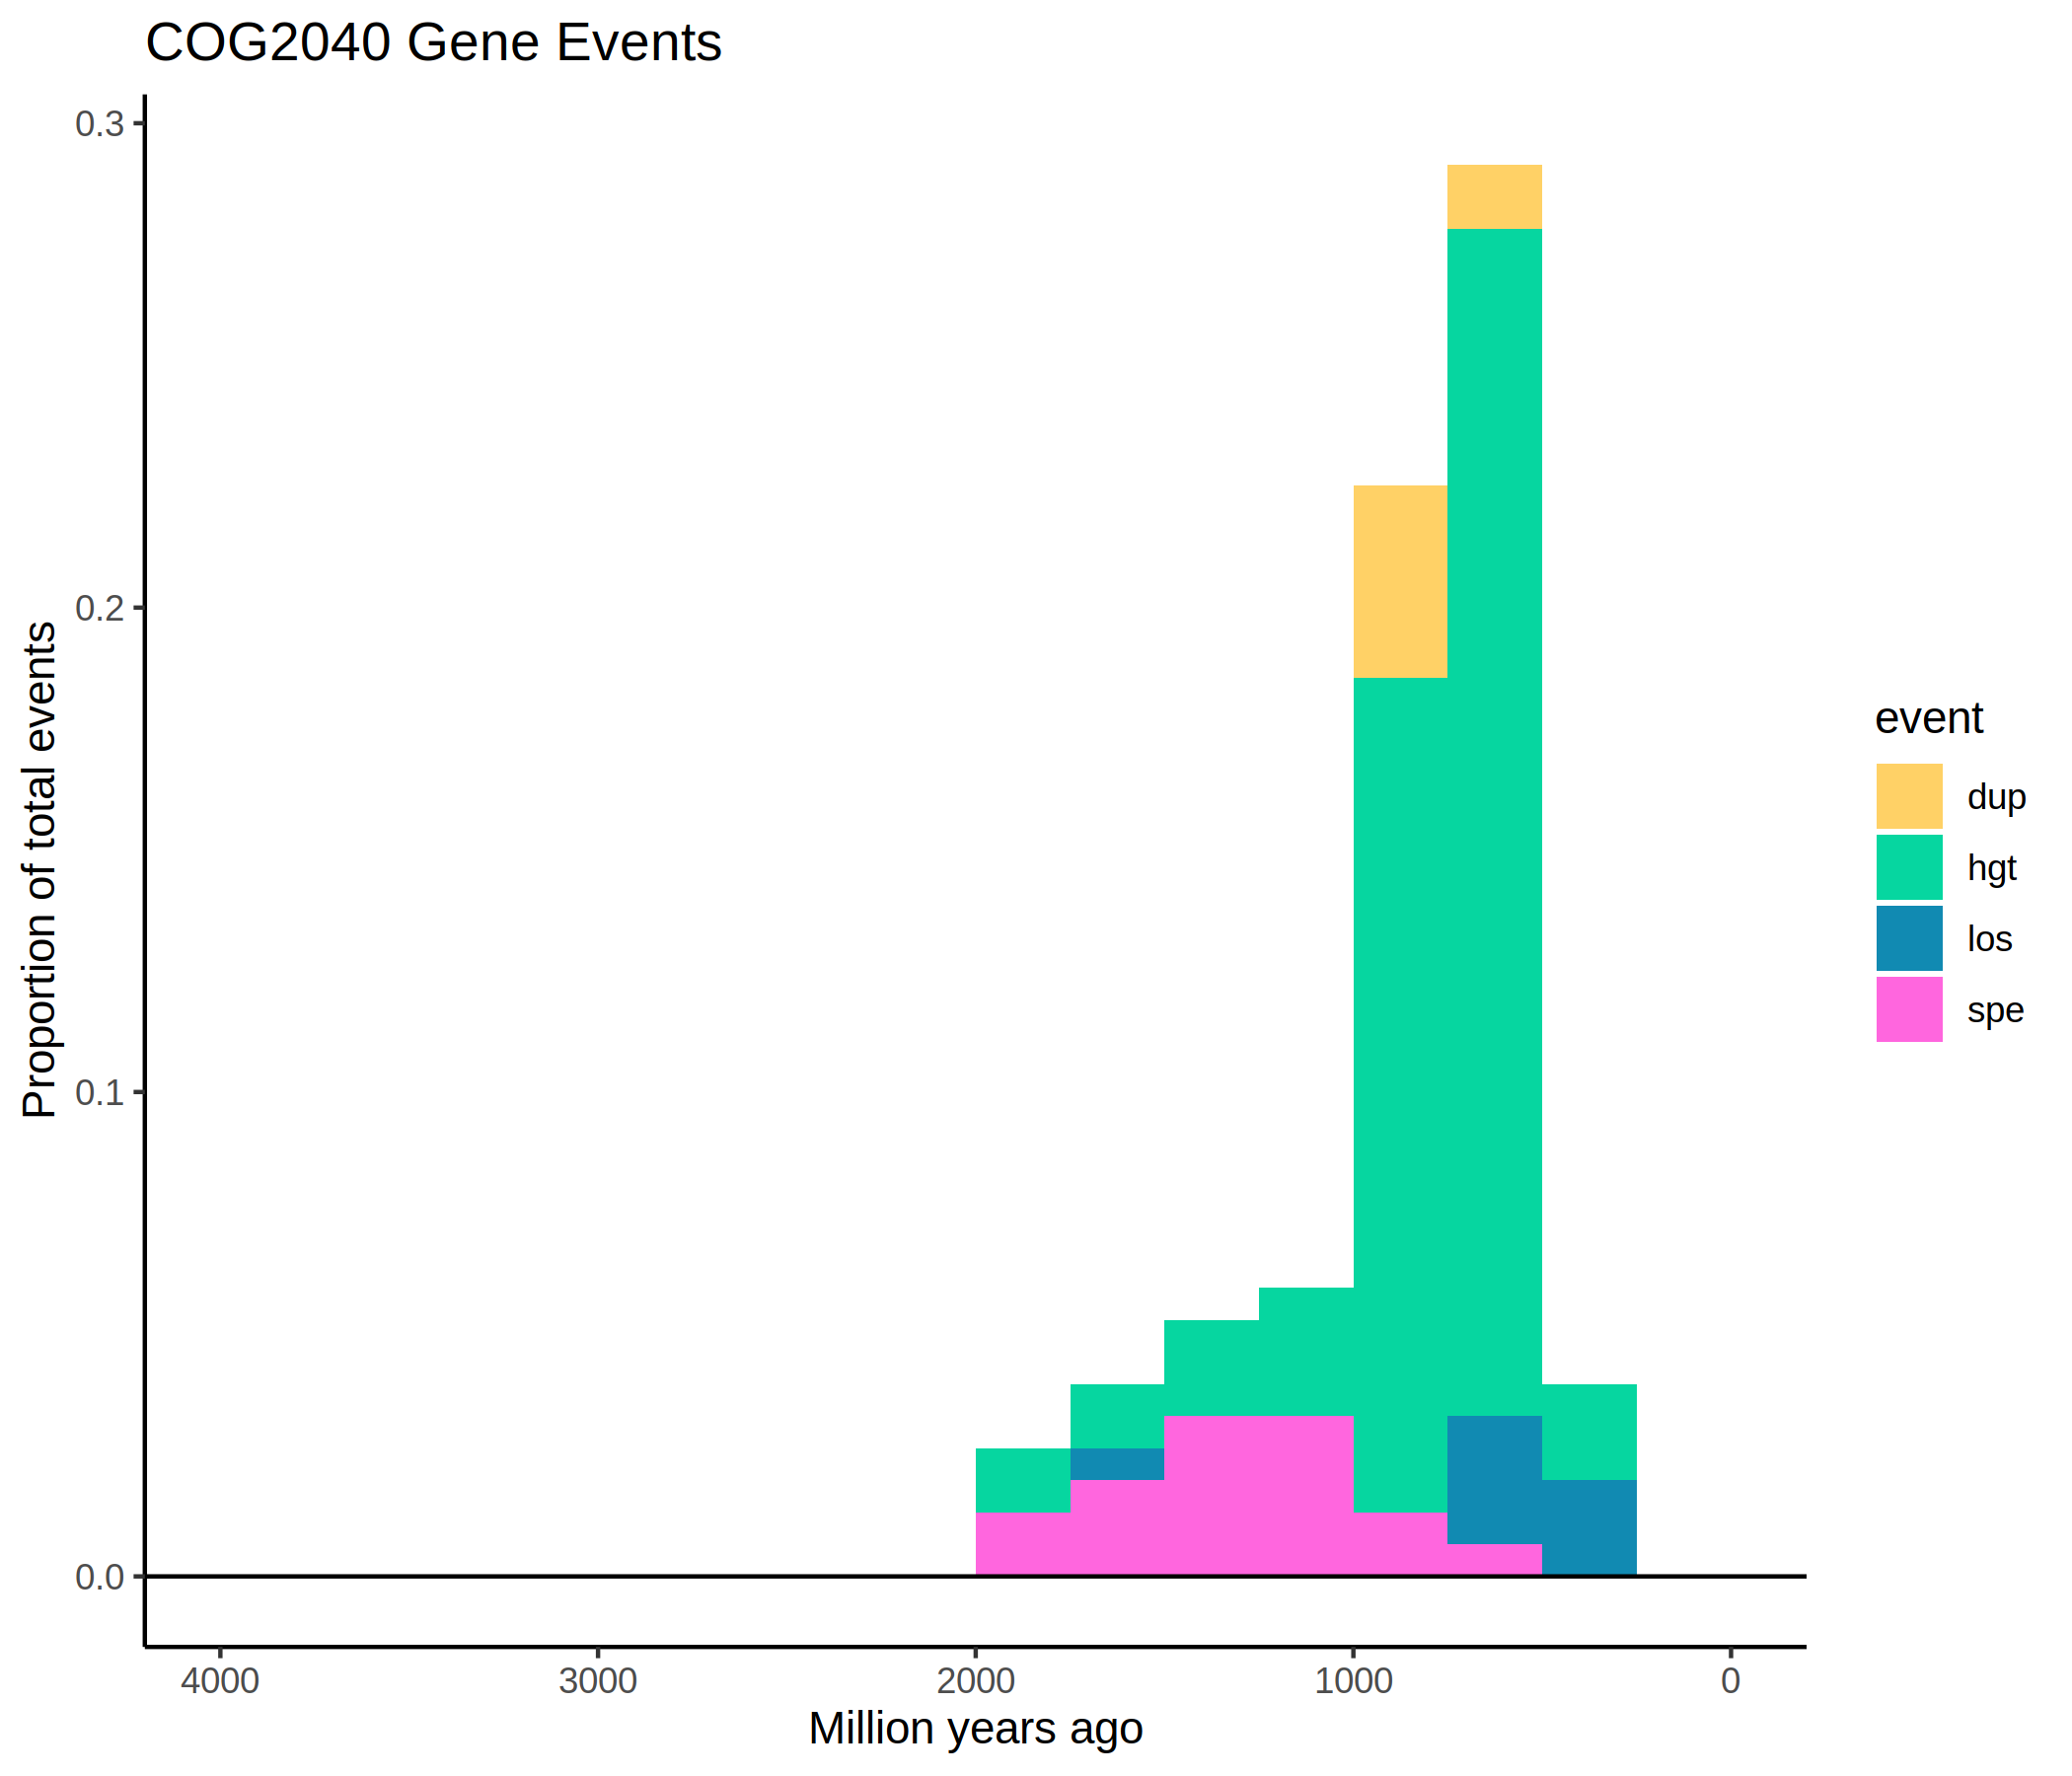 COG2040 Gene Events
0.3
0.2
0.1
0.0
Proportion of total events
4000 3000 2000 1000 0
Million years ago
event
dup
hgt
los
spe